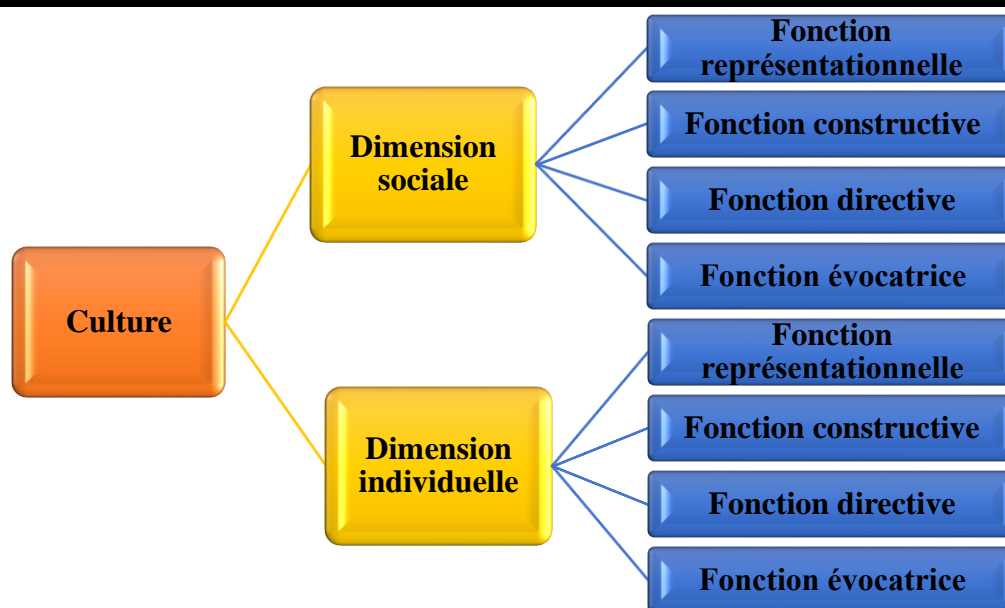 Culture
Dimension
sociale
Fonction
représentationnelle
Fonction constructive
Fonction directive
Fonction évocatrice
Dimension
individuelle
Fonction
représentationnelle
Fonction constructive
Fonction directive
Fonction évocatrice